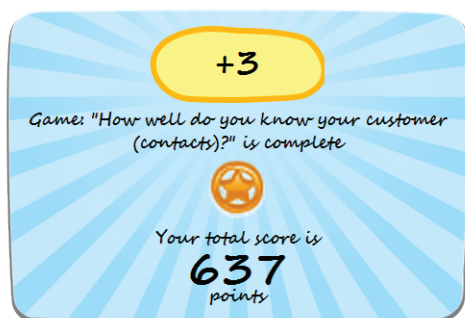 +3
Game: "How well do you know your customer
(contacts)?" is complete
Your total score is
637
points